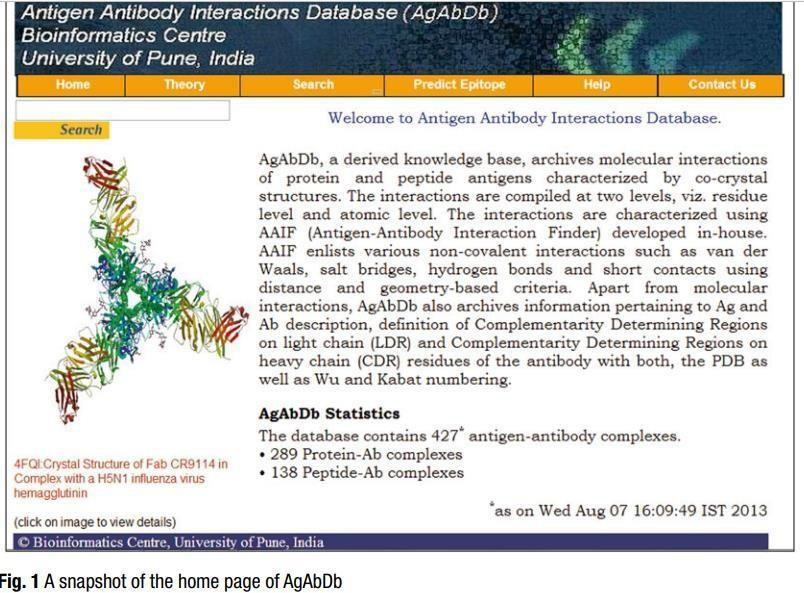 Antigen Antibody Interactions Database (AgAbDb)
Bioinformatics Centre
University of Pune, India
Home Theory Search Predict Epitope Help Contact Us
Search
Welcome to Antigen Antibody Interactions Database.
AgAbDb, a derived knowledge base, archives molecular interactions
of protein and peptide antigens characterized by co-crystal
structures. The interactions are compiled at two levels, viz. residue
level and atomic level. The interactions are characterized using
AAIF (Antigen-Antibody Interaction Finder) developed in-house.
AAIF enlists various non-covalent interactions such as van der
Waals, salt bridges, hydrogen bonds and short contacts using
distance and geometry-based criteria. Apart from molecular
interactions, AgAbDb also archives information pertaining to Ag and
Ab description, definition of Complementarity Determining Regions
on light chain (LDR) and Complementarity Determining Regions on
heavy chain (CDR) residues of the antibody with both, the PDB as
well as Wu and Kabat numbering.
AgAbDb Statistics
The database contains 427* antigen-antibody complexes.
• 289 Protein-Ab complexes
• 138 Peptide-Ab complexes
*as on Wed Aug 07 16:09:49 IST 2013
4FQI:Crystal Structure of Fab CR9114 in
Complex with a H5N1 influenza virus
hemagglutinin
(click on image to view details)
© Bioinformatics Centre, University of Pune, India
Fig. 1 A snapshot of the home page of AgAbDb